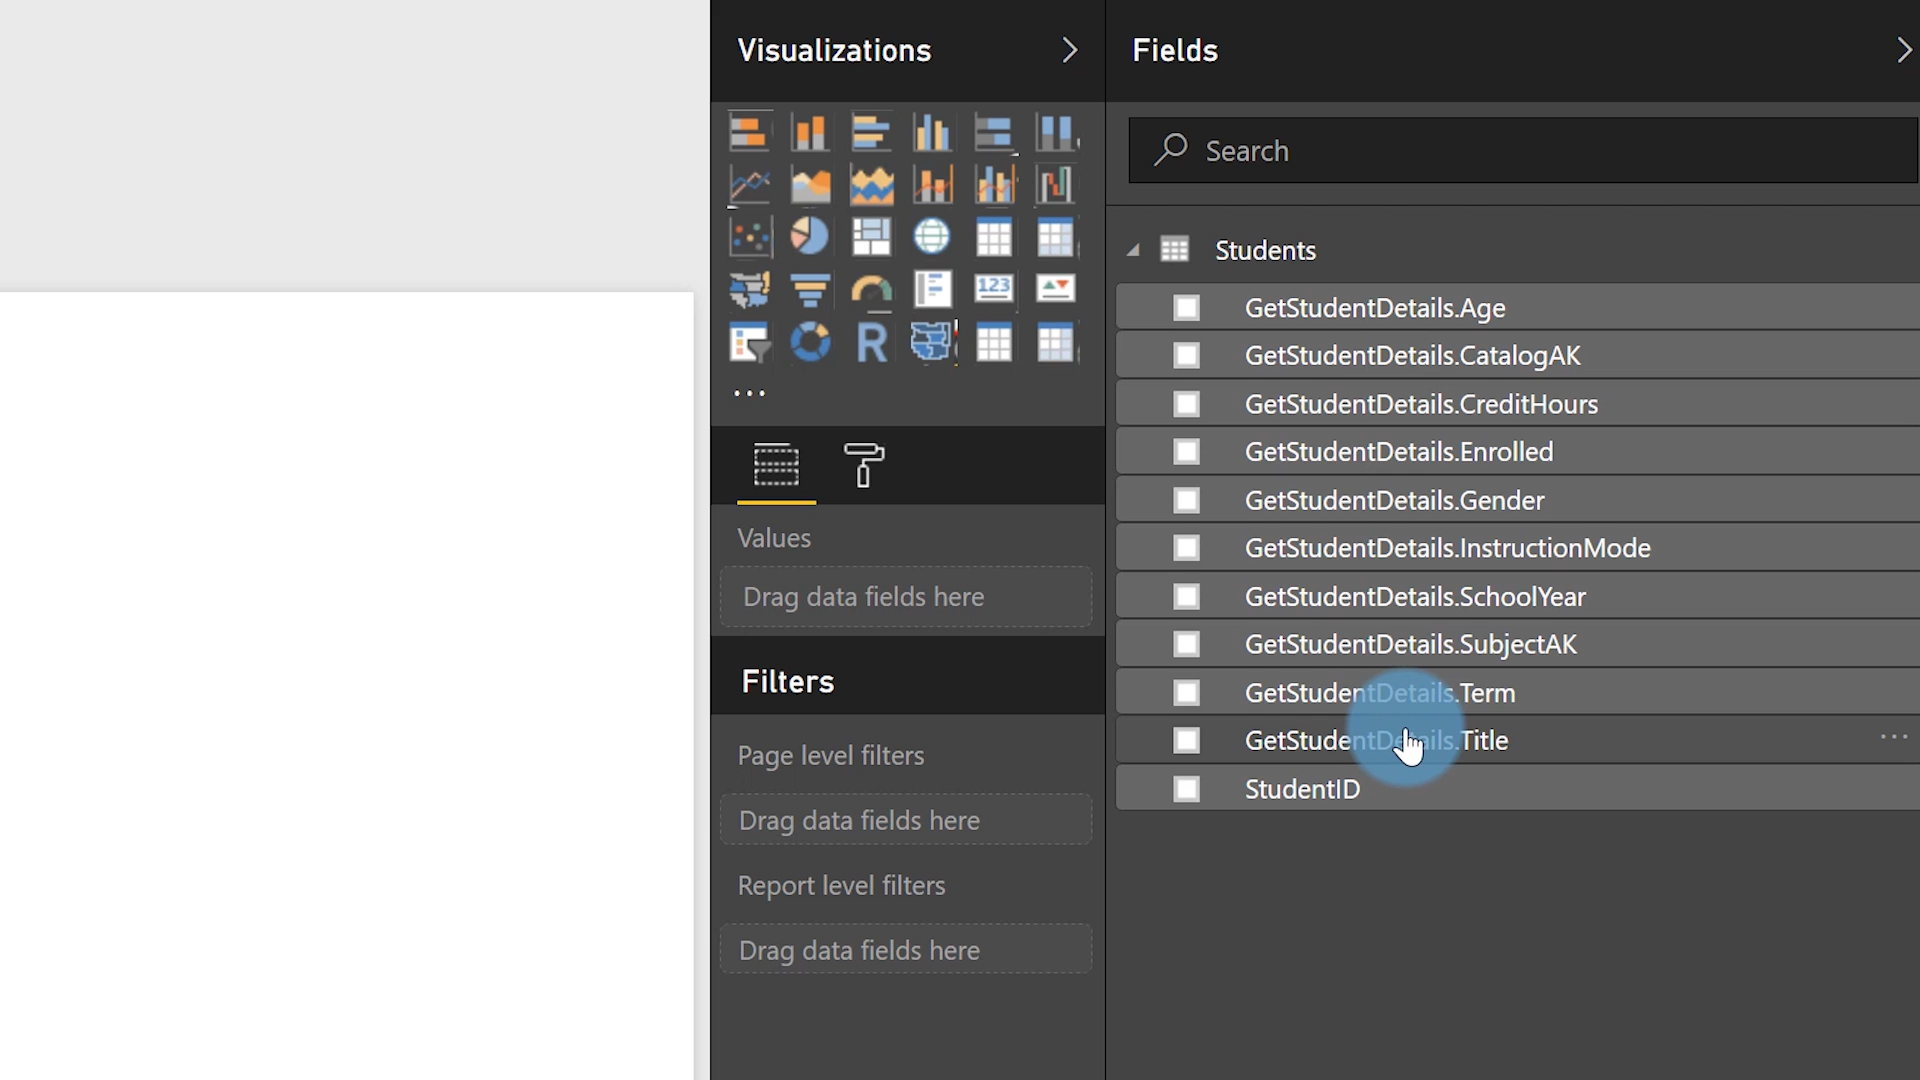 Visualizations
Fields
Search
Students
GetStudentDetails.Age
GetStudentDetails.CatalogAK
GetStudentDetails.CreditHours
GetStudentDetails.Enrolled
GetStudentDetails.Gender
GetStudentDetails.InstructionMode
GetStudentDetails.SchoolYear
GetStudentDetails.SubjectAK
GetStudentDetails.Term
GetStudentDetails.Title
StudentID
123
R
...
Values
Drag data fields here
Filters
Page level filters
Drag data fields here
Report level filters
Drag data fields here